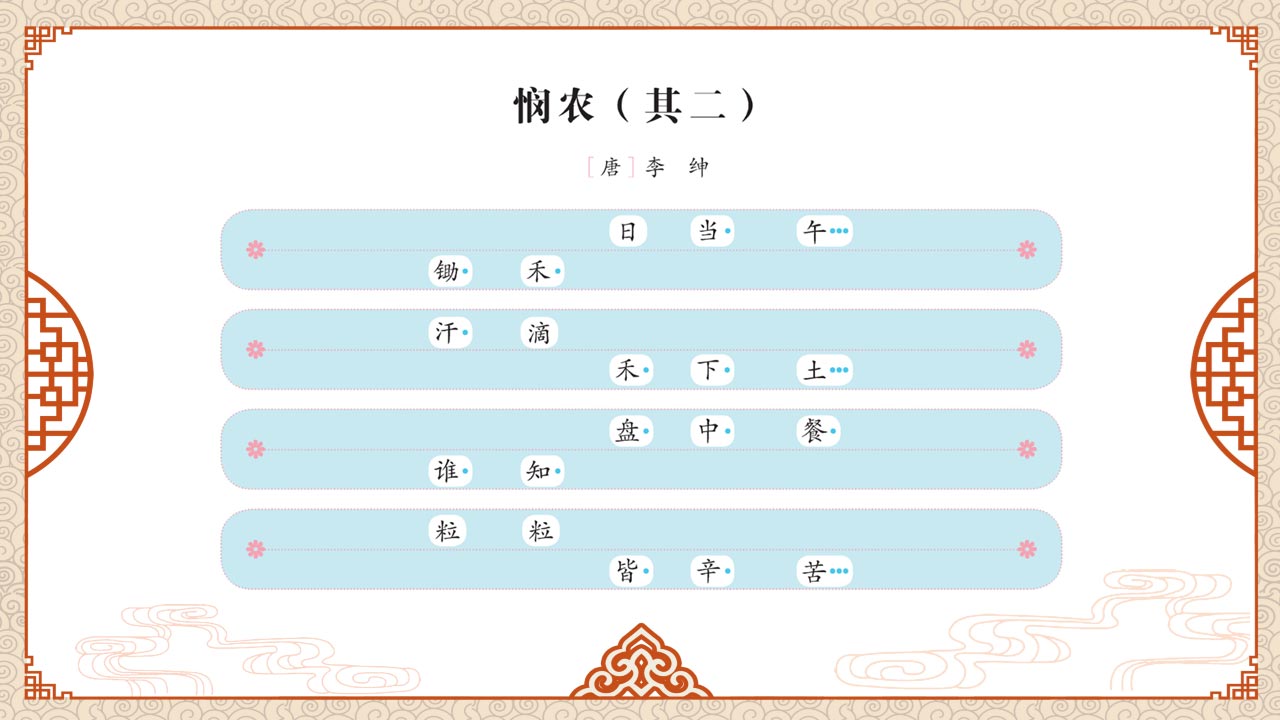 悯农（其二）
[唐] 李 绅
锄 禾 日 当 午
汗 滴 禾 下 土
谁 知 盘 中 餐
粒 粒 皆 辛 苦